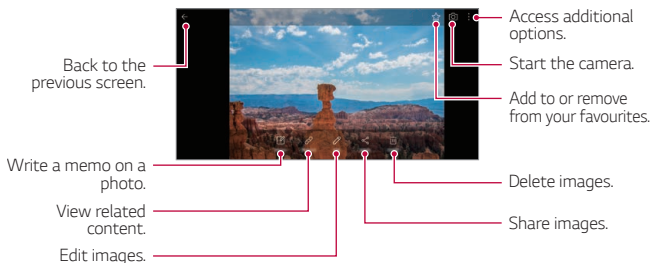 Back to the
previous screen.
Write a memo on a
photo.
View related
content.
Edit images.
Access additional
options.
Start the camera.
Add to or remove
from your favourites.
Delete images.
Share images.